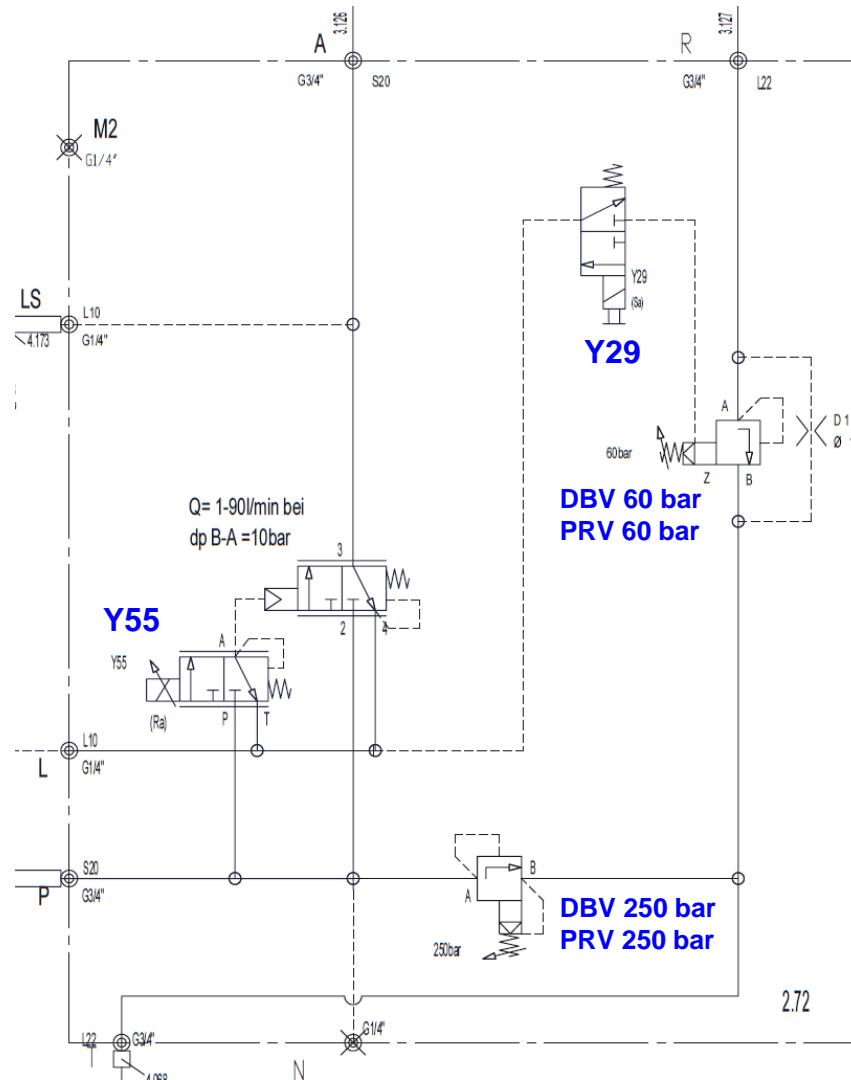 3.126
3.127
A
R
G3/4"
S20
G3/4"
L22
M2
G1/4"
Y29
(Sa)
Y29
LS
L10
G1/4"
4.173
A
D1
Ø
60bar
Z
B
DBV 60 bar
PRV 60 bar
Q= 1-90l/min bei
dp B-A =10bar
3
2
4
Y55
A
Y55
(Ra)
P
T
L10
L
G1/4"
S20
P
G3/4"
B
A
DBV 250 bar
PRV 250 bar
250bar
2.72
G1/4"
L22
G3/4"
N
4.068